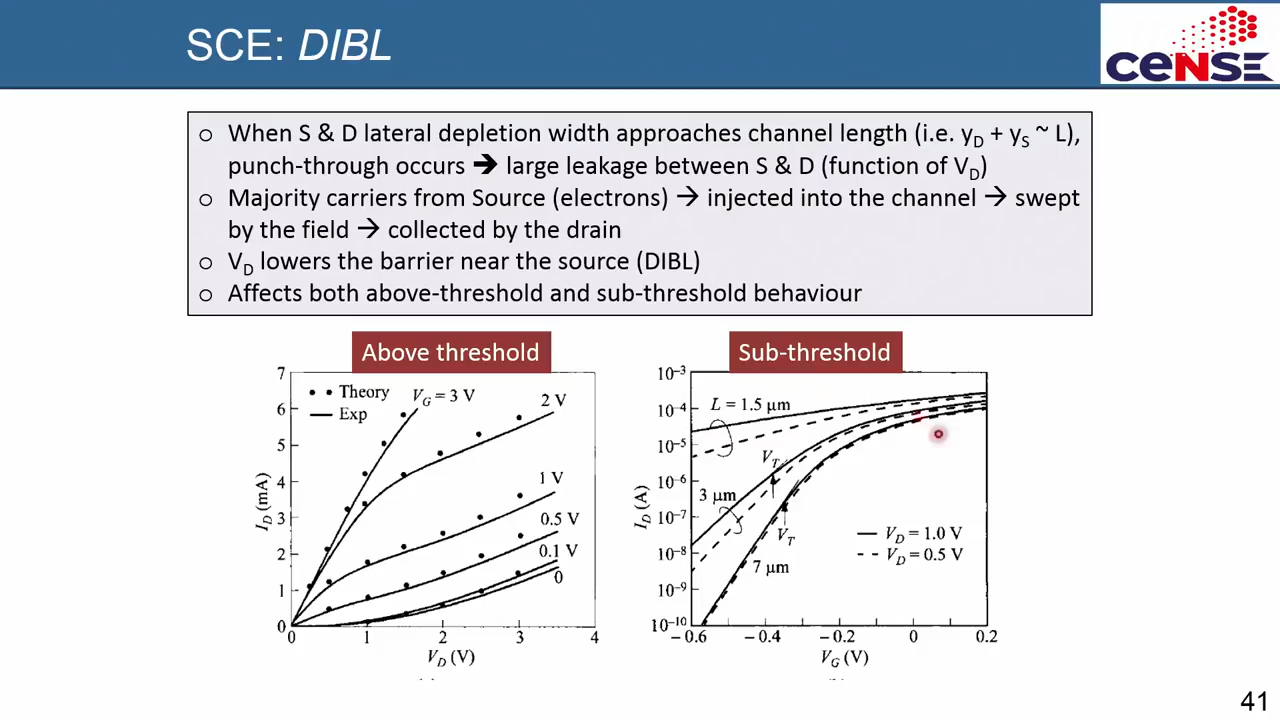 SCE: DIBL
ceNSE
o When S & D lateral depletion width approaches channel length (i.e. yD + yS ~ L),
punch-through occurs → large leakage between S & D (function of VD)
o Majority carriers from Source (electrons) → injected into the channel → swept
by the field → collected by the drain
o VD lowers the barrier near the source (DIBL)
o Affects both above-threshold and sub-threshold behaviour
Above threshold
Sub-threshold
7
6
5
4
3
2
1
0
ID (mA)
Theory
Exp
VG = 3 V
2 V
1 V
0.5 V
0.1 V
0
0 1 2 3 4
VD (V)
10⁻³
10⁻⁴
10⁻⁵
10⁻⁶
10⁻⁷
10⁻⁸
10⁻⁹
10⁻¹⁰
ID (A)
L = 1.5 μm
VT
3 μm
VT
7 μm
VD = 1.0 V
VD = 0.5 V
−0.6 −0.4 −0.2 0 0.2
VG (V)
41